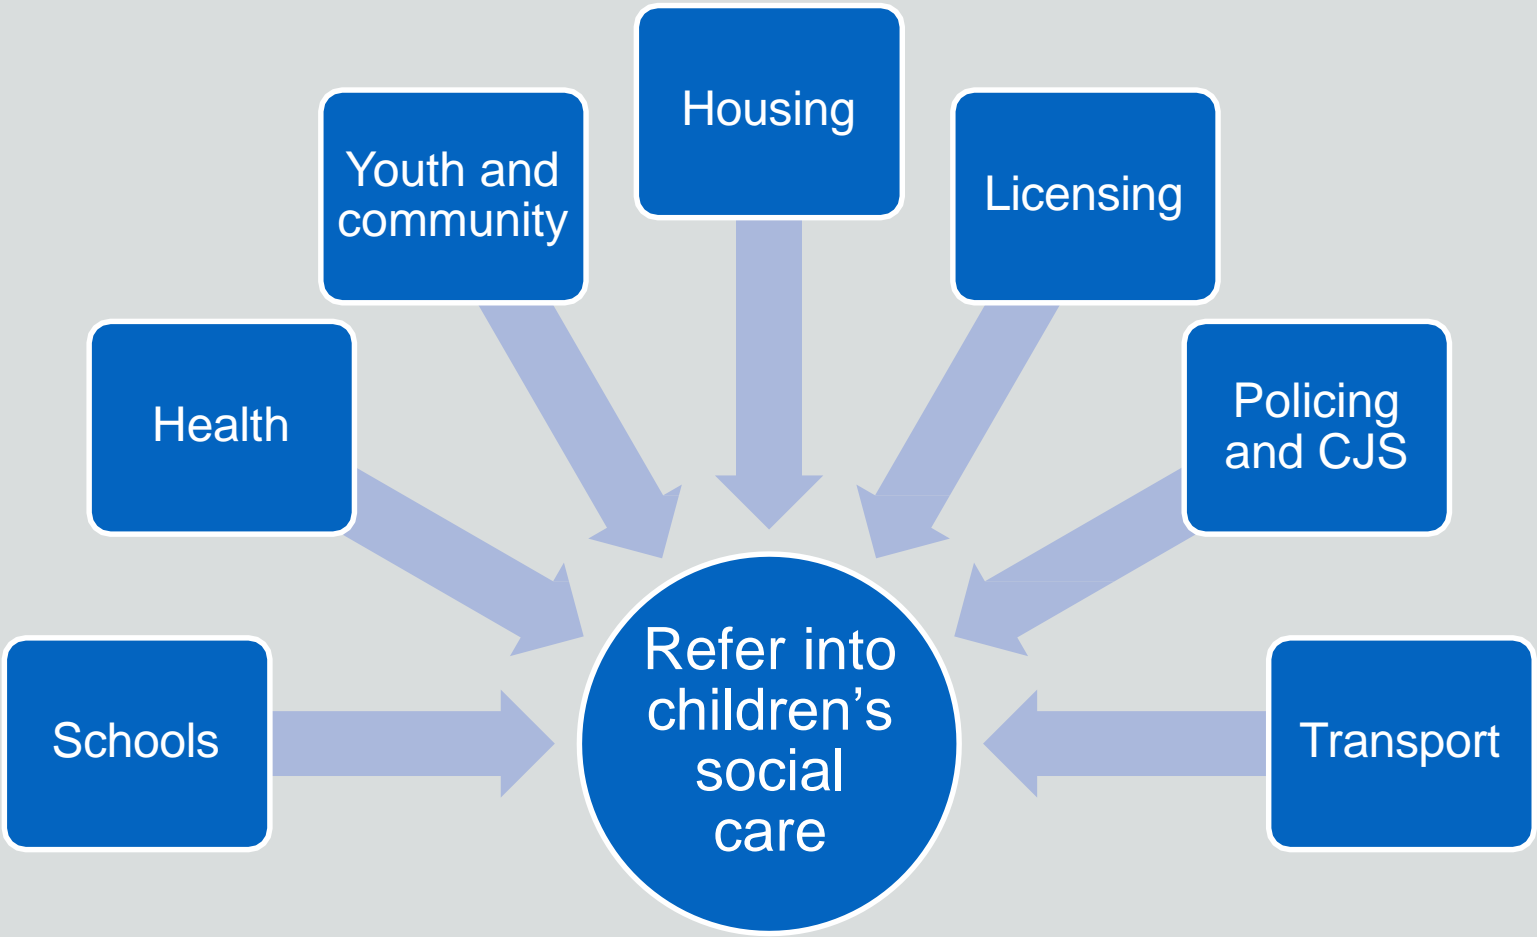 Housing
Youth and
community
Licensing
Health
Policing
and CJS
Schools
Refer into
children’s
social
care
Transport